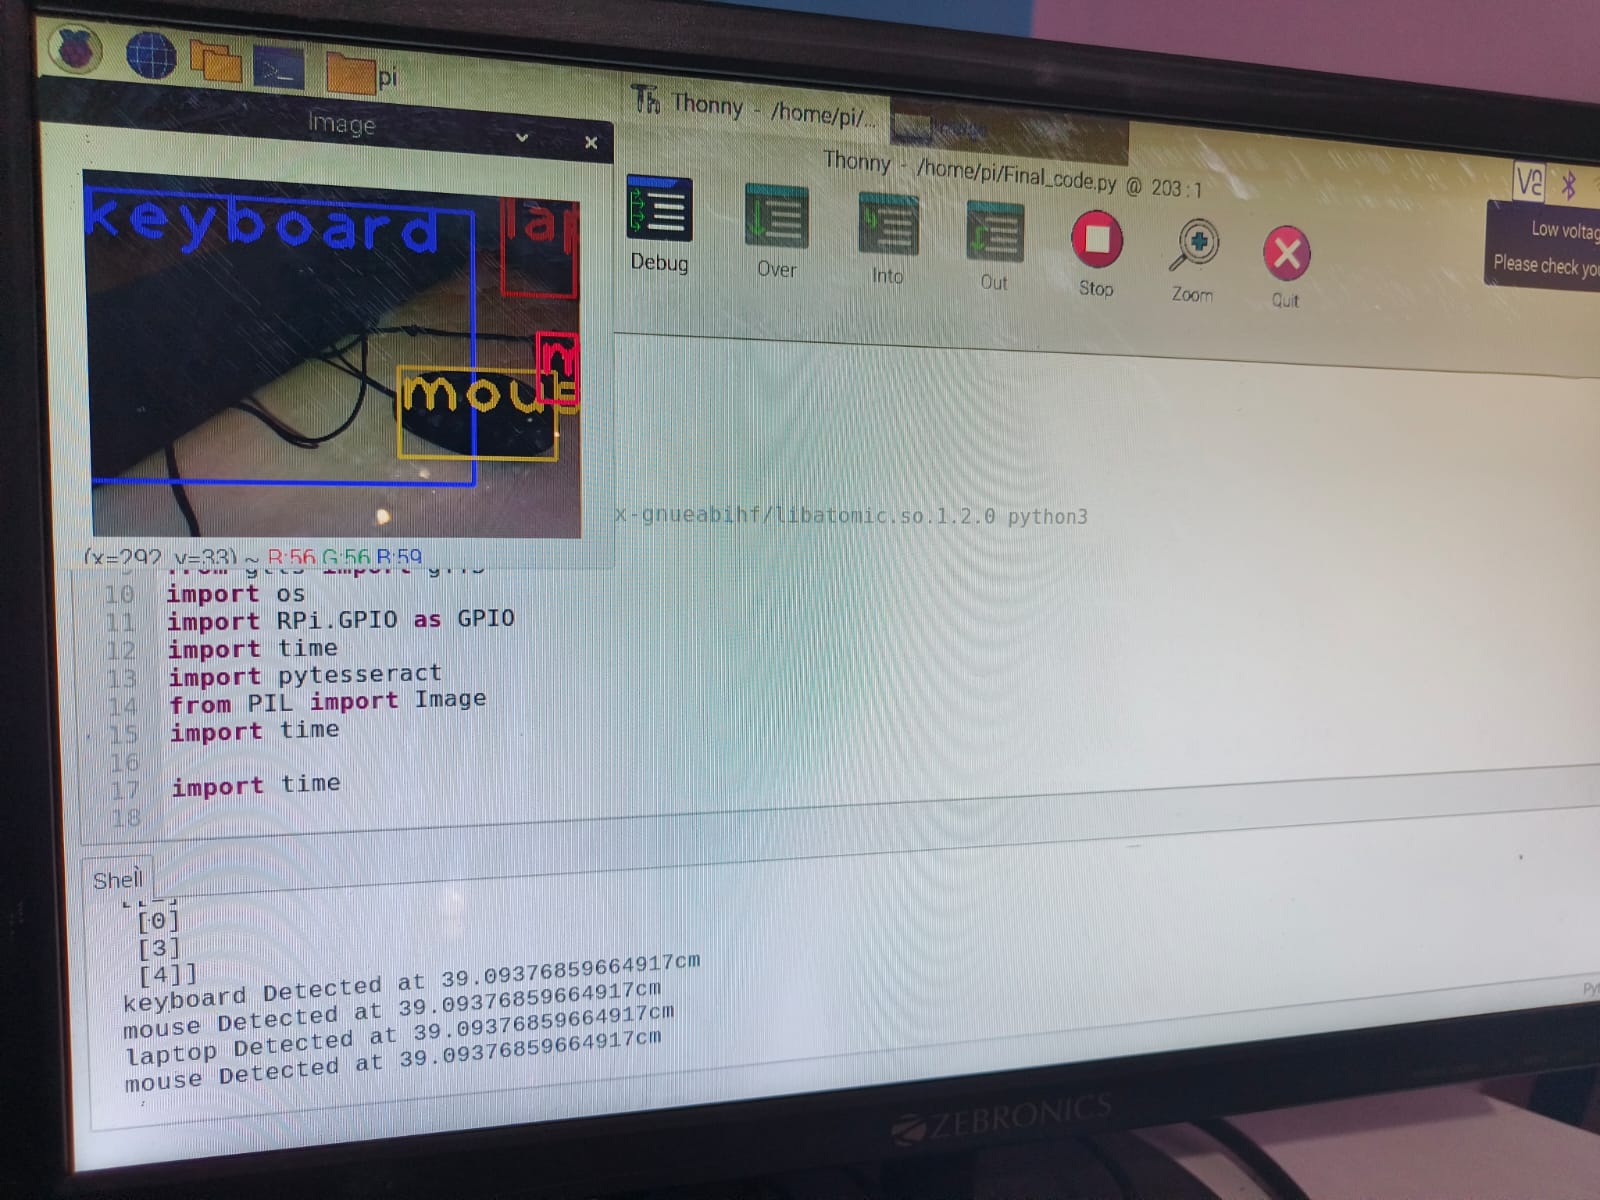 pi
Thonny - /home/pi/...
Image
Thonny - /home/pi/Final_code.py @ 203:1
Debug
Over
Into
Out
Stop
Zoom
Quit
V2
Low voltag
Please check yo
keyboard
lap
m
mous
x-gnueabihf/libatomic.so.1.2.0 python3
(x=292, y=33) ~ R:56 G:56 B:59
10 import os
11 import RPi.GPIO as GPIO
12 import time
13 import pytesseract
14 from PIL import Image
15 import time
16
17 import time
18
Shell
[0]
[3]
[4]]
keyboard Detected at 39.09376859664917cm
mouse Detected at 39.09376859664917cm
laptop Detected at 39.09376859664917cm
mouse Detected at 39.09376859664917cm
Pyt
ZEBRONICS